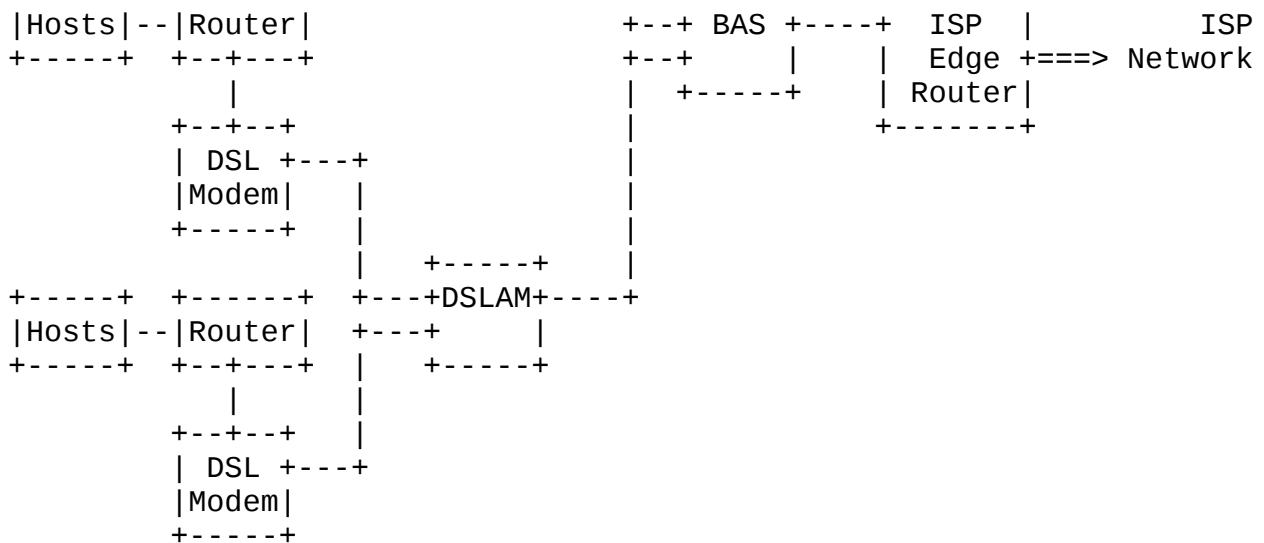 |Hosts|--|Router|                    +--+ BAS +----+  ISP  |        ISP
+-----+  +--+---+                    +--+     |    |  Edge +===> Network
            |                        |  +-----+    | Router|
         +--+--+                     |             +-------+
         | DSL +---+                 |
         |Modem|   |                 |
         +-----+   |                 |
                   |   +-----+     |
+-----+  +------+  +---+DSLAM+----+
|Hosts|--|Router|  +---+     |
+-----+  +--+---+  |   +-----+
            |      |
         +--+--+   |
         | DSL +---+
         |Modem|
         +-----+